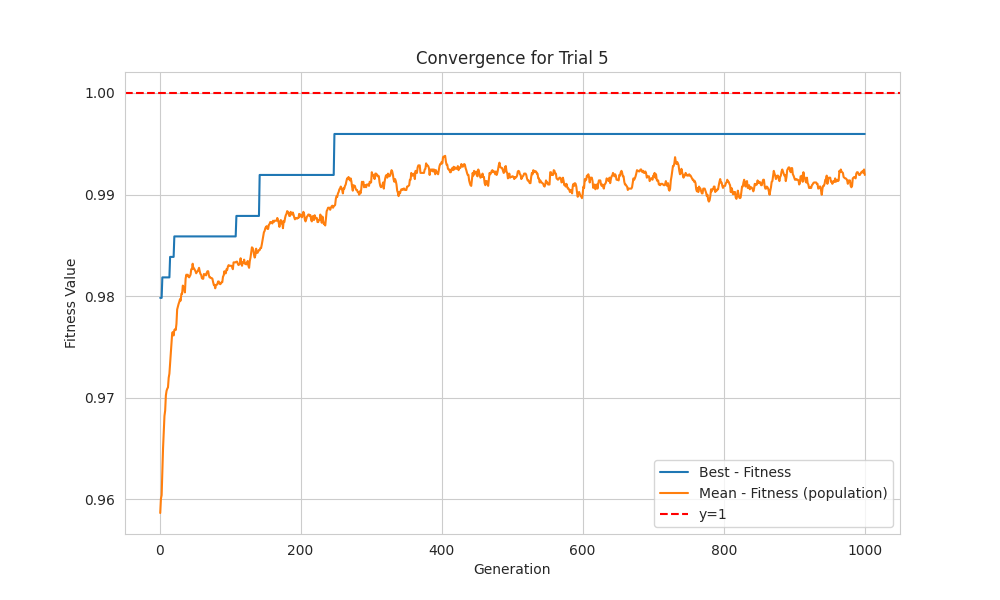 Convergence for Trial 5
1.00
0.99
0.98
0.97
0.96
Fitness Value
Best - Fitness
Mean - Fitness (population)
y=1
0 200 400 600 800 1000
Generation